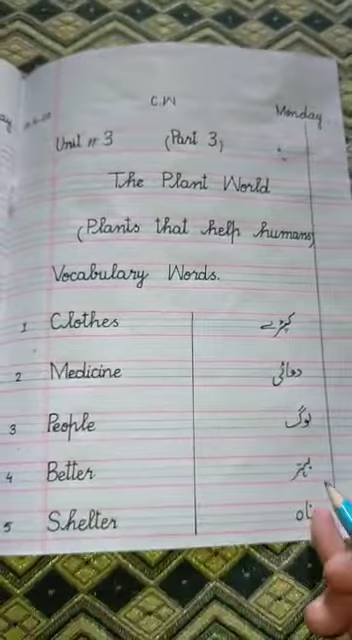 C.W
Monday
Unit # 3 (Part 3)
The Plant World
(Plants that help humans)
Vocabulary Words.
1 Clothes کپڑے
2 Medicine دوائی
3 People لوگ
4 Better بہتر
5 Shelter